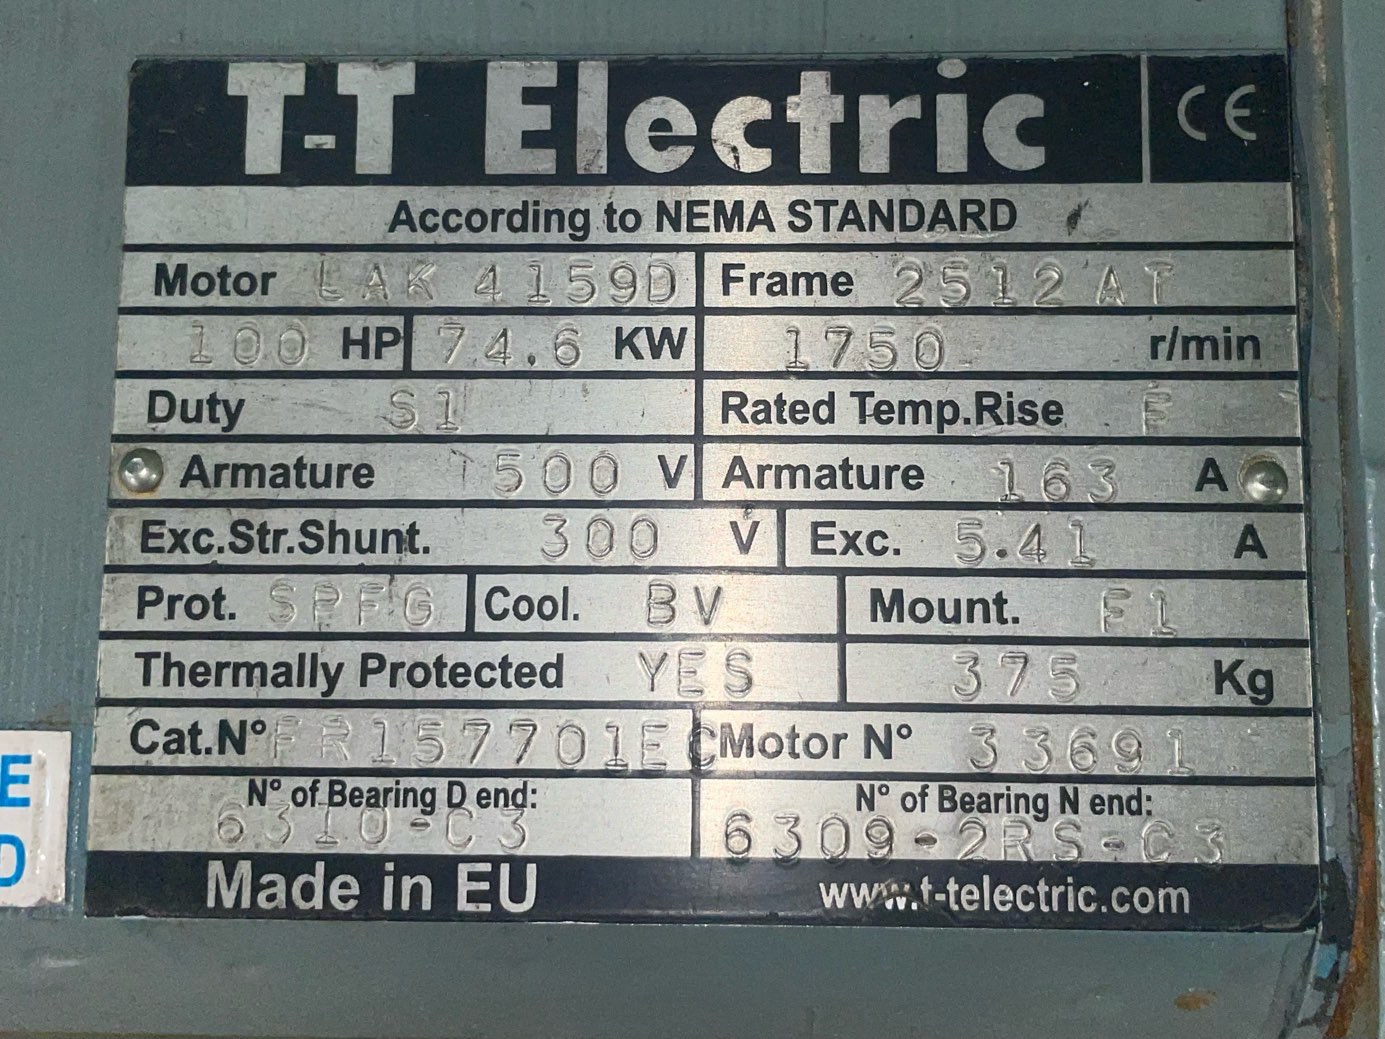 T-T Electric CE
According to NEMA STANDARD
Motor LAK 4159D Frame 2512 AT
100 HP 74.6 KW 1750 r/min
Duty S1 Rated Temp.Rise F
Armature 500 V Armature 163 A
Exc.Str.Shunt. 300 V Exc. 5.41 A
Prot. SPFG Cool. BV Mount. F1
Thermally Protected YES 375 Kg
Cat.N° FR157701EC Motor N° 33691
N° of Bearing D end: N° of Bearing N end:
6310-C3 6309-2RS-C3
Made in EU www.t-telectric.com
E
D